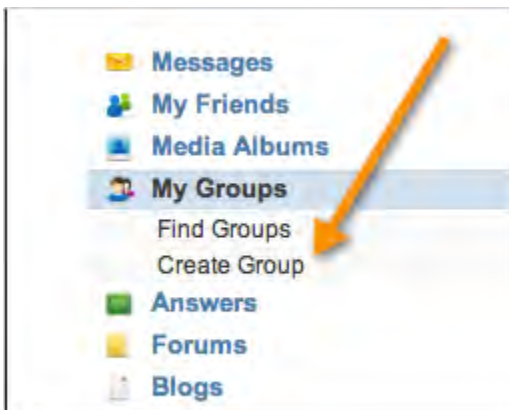 Messages
My Friends
Media Albums
My Groups
Find Groups
Create Group
Answers
Forums
Blogs